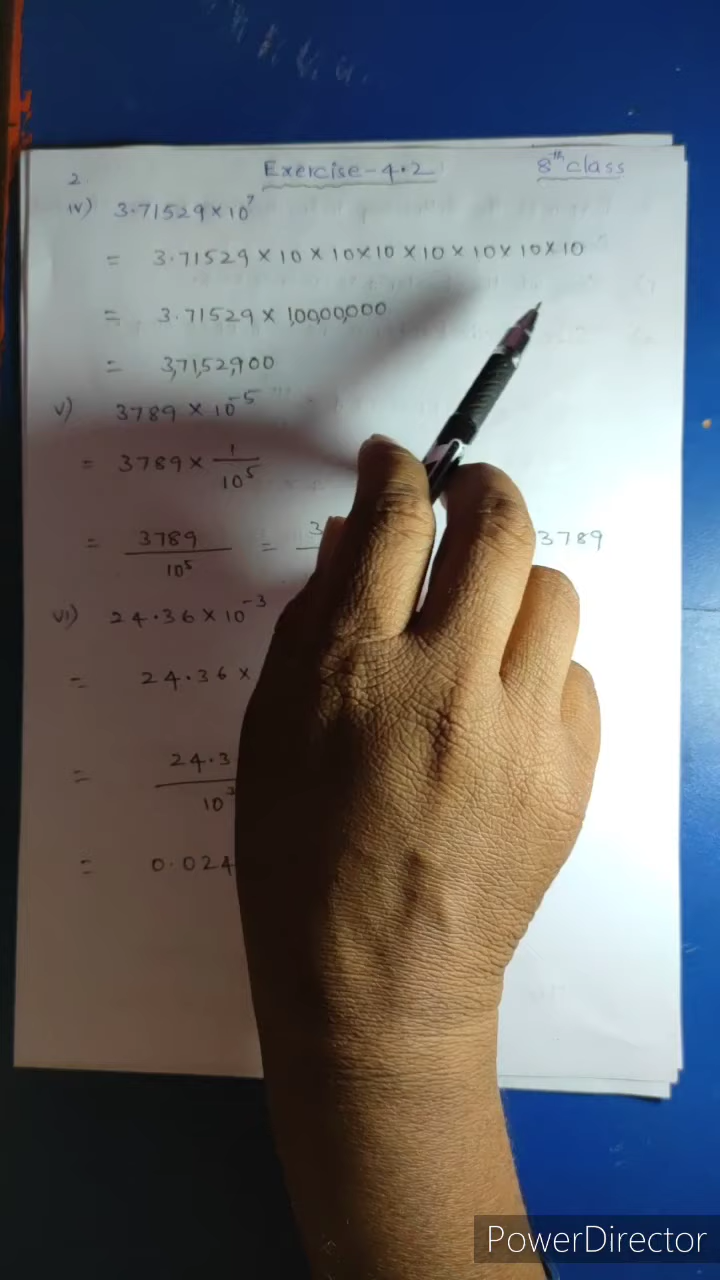 Exercise-4.2 8th class
2.
iv) 3.71529×10⁷
= 3.71529 × 10 × 10×10 × 10 × 10× 10×10
= 3.71529 × 1,00,00,000
= 3,71,52,900
v) 3789 × 10⁻⁵
= 3789 × 1/10⁵
= 3789/10⁵ = 3 3789
vi) 24.36 × 10⁻³
= 24.36 ×
= 24.3 / 10
= 0.024
PowerDirector